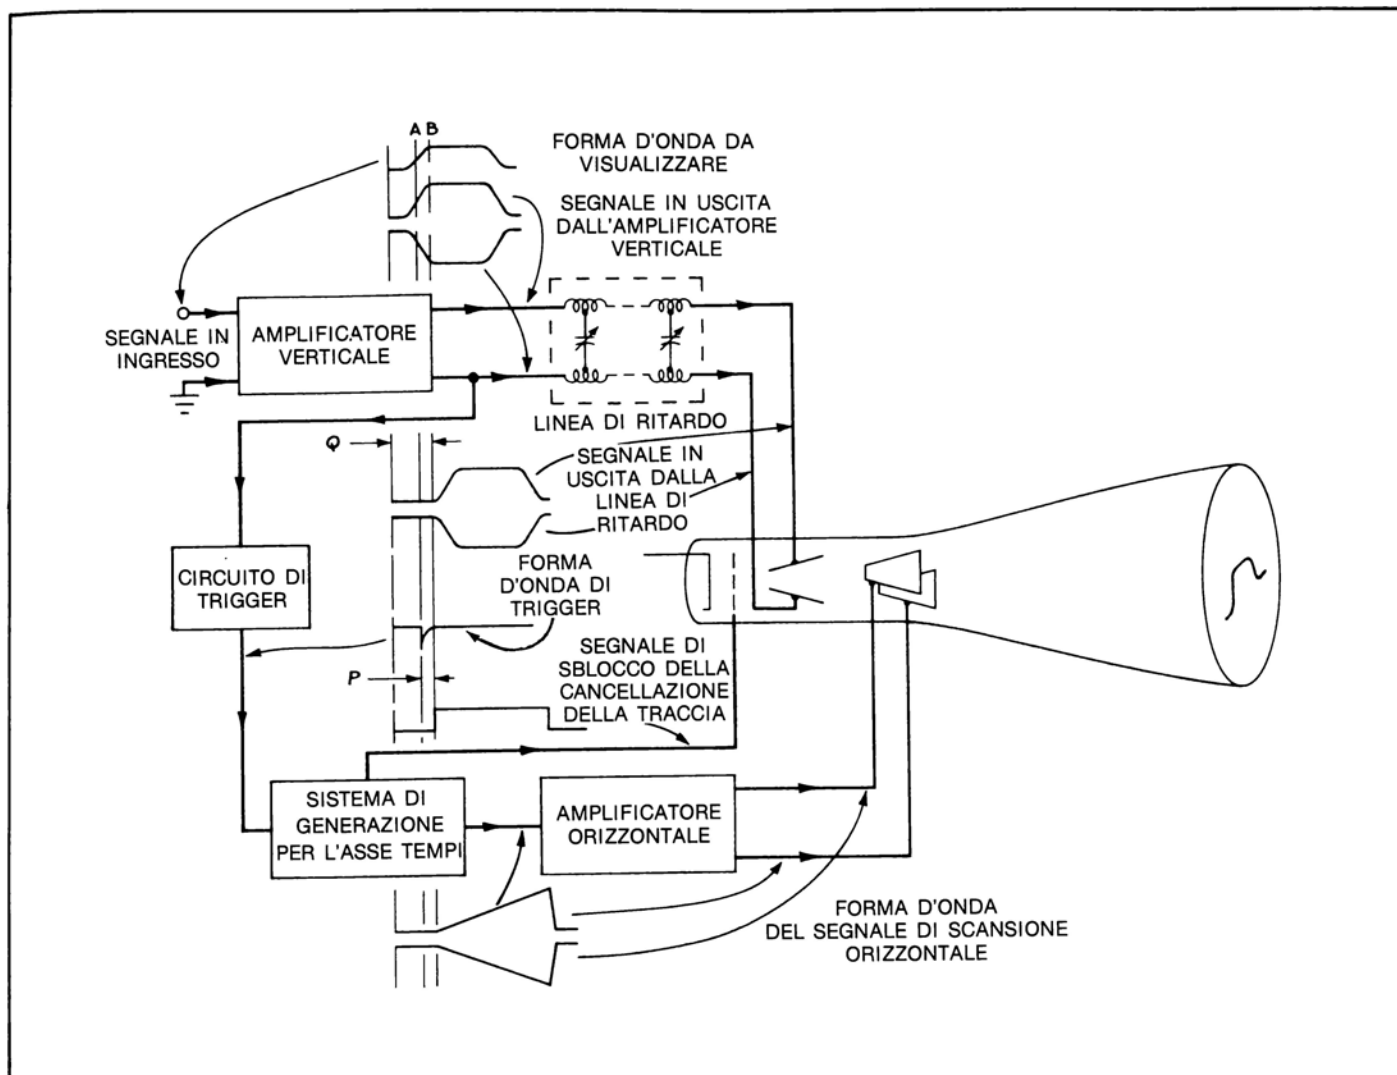 A B
FORMA D'ONDA DA
VISUALIZZARE
SEGNALE IN USCITA
DALL'AMPLIFICATORE
VERTICALE
SEGNALE IN
INGRESSO
AMPLIFICATORE
VERTICALE
LINEA DI RITARDO
Q
SEGNALE IN
USCITA DALLA
LINEA DI
RITARDO
CIRCUITO DI
TRIGGER
FORMA
D'ONDA DI
TRIGGER
P
SEGNALE DI
SBLOCCO DELLA
CANCELLAZIONE
DELLA TRACCIA
SISTEMA DI
GENERAZIONE
PER L'ASSE TEMPI
AMPLIFICATORE
ORIZZONTALE
FORMA D'ONDA
DEL SEGNALE DI SCANSIONE
ORIZZONTALE